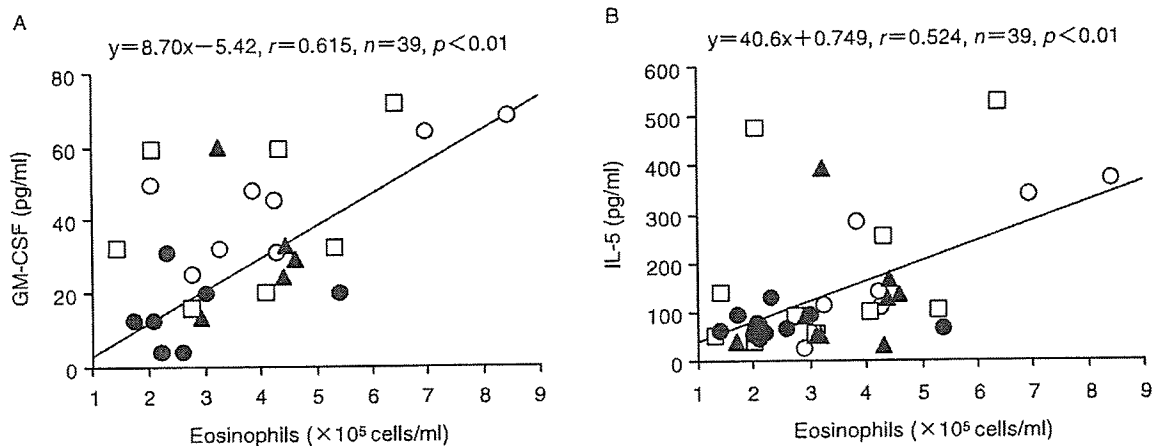 A
y=8.70x−5.42, r=0.615, n=39, p<0.01
80
60
40
20
0
GM-CSF (pg/ml)
1 2 3 4 5 6 7 8 9
Eosinophils (×10⁵ cells/ml)
B
y=40.6x+0.749, r=0.524, n=39, p<0.01
600
500
400
300
200
100
0
IL-5 (pg/ml)
1 2 3 4 5 6 7 8 9
Eosinophils (×10⁵ cells/ml)